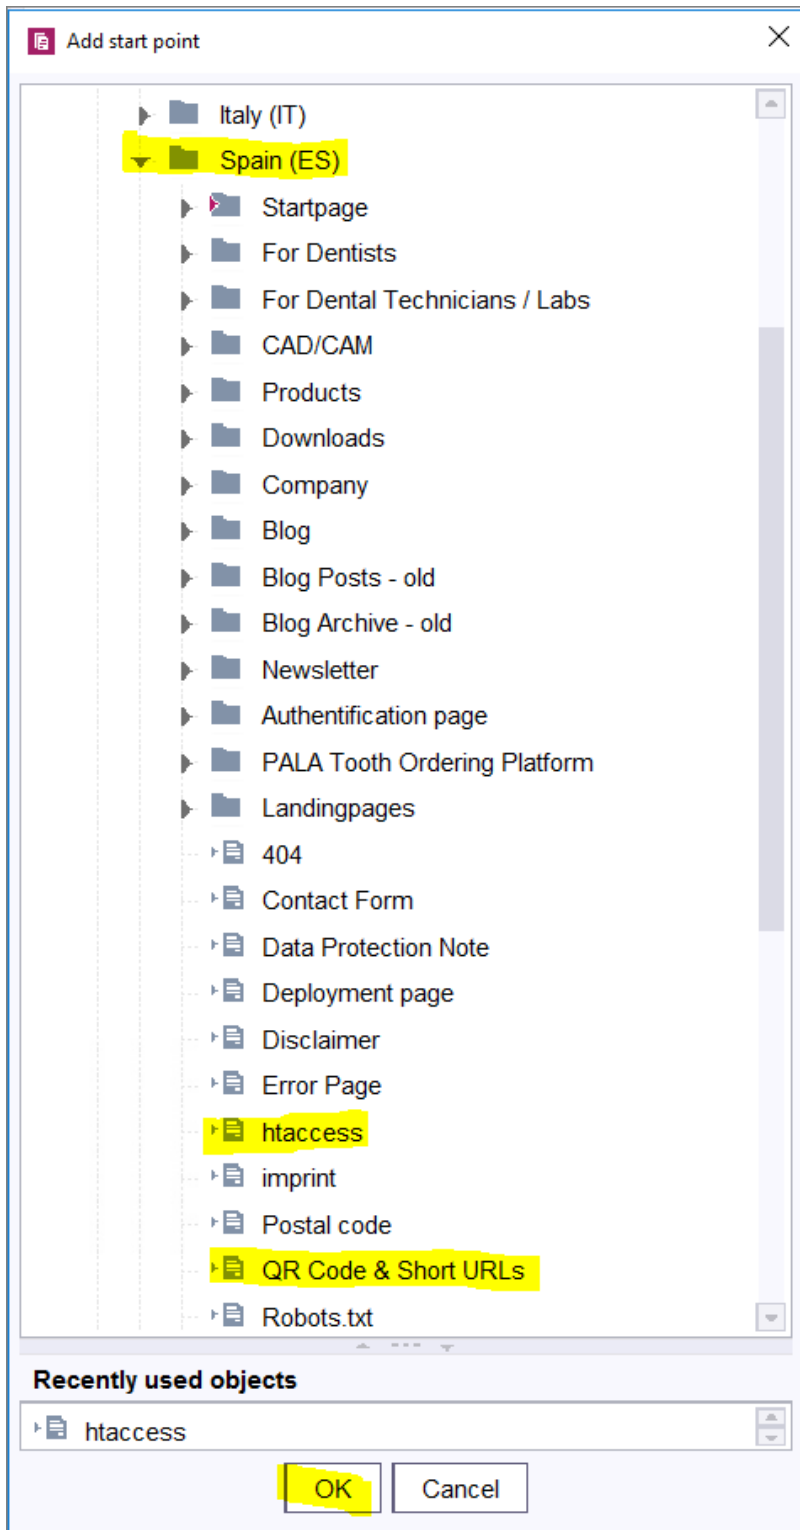 Add start point
Italy (IT)
Spain (ES)
Startpage
For Dentists
For Dental Technicians / Labs
CAD/CAM
Products
Downloads
Company
Blog
Blog Posts - old
Blog Archive - old
Newsletter
Authentification page
PALA Tooth Ordering Platform
Landingpages
404
Contact Form
Data Protection Note
Deployment page
Disclaimer
Error Page
htaccess
imprint
Postal code
QR Code & Short URLs
Robots.txt
Recently used objects
htaccess
OK Cancel